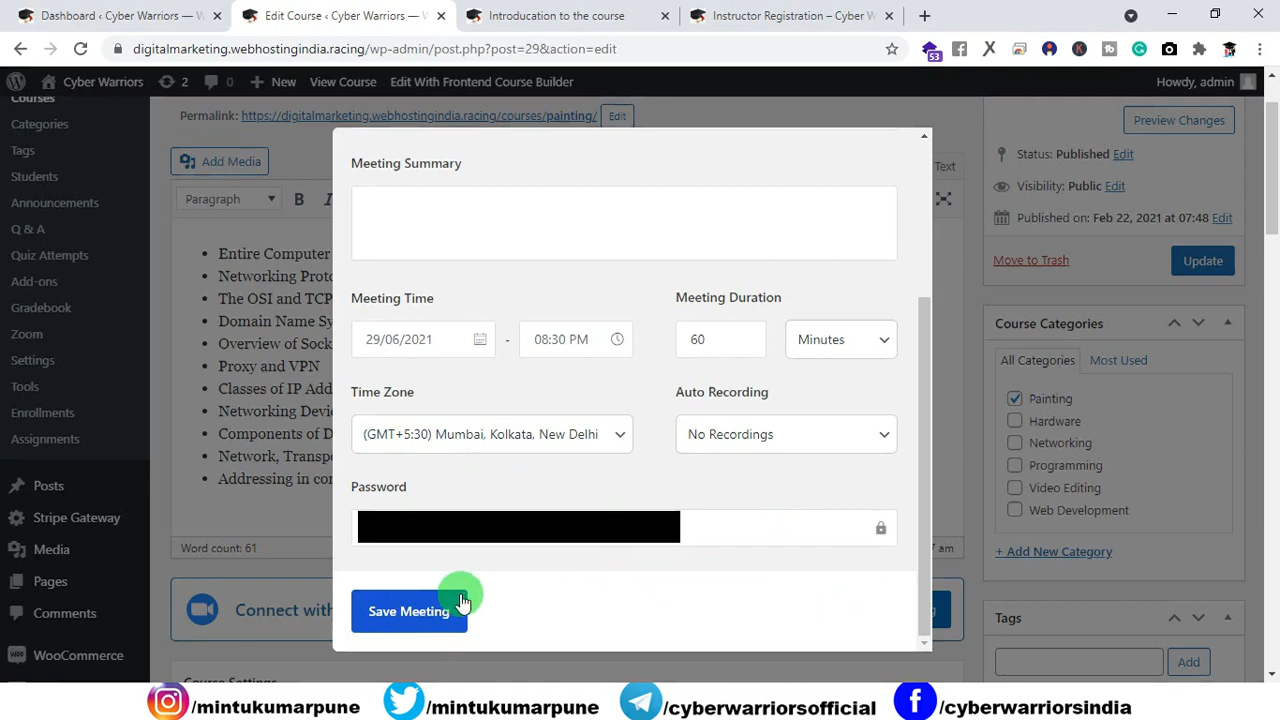 Dashboard ‹ Cyber Warriors — W
Edit Course ‹ Cyber Warriors — W
Introducation to the course
Instructor Registration – Cyber W
digitalmarketing.webhostingindia.racing/wp-admin/post.php?post=29&action=edit
53
Cyber Warriors
2
0
New
View Course
Edit With Frontend Course Builder
Howdy, admin
Courses
Categories
Tags
Students
Announcements
Q & A
Quiz Attempts
Add-ons
Gradebook
Zoom
Settings
Tools
Enrollments
Assignments
Posts
Stripe Gateway
Media
Pages
Comments
WooCommerce
Permalink: https://digitalmarketing.webhostingindia.racing/courses/painting/ Edit
Add Media
Text
Paragraph
B
I
Entire Computer
Networking Proto
The OSI and TCP
Domain Name Sy
Overview of Sock
Proxy and VPN
Classes of IP Add
Networking Devi
Components of D
Network, Transpo
Addressing in con
Word count: 61
7 am
Connect with
g
Course Settings
Meeting Summary
Meeting Time
29/06/2021 - 08:30 PM
Meeting Duration
60 Minutes
Time Zone
(GMT+5:30) Mumbai, Kolkata, New Delhi
Auto Recording
No Recordings
Password
Save Meeting
Preview Changes
Status: Published Edit
Visibility: Public Edit
Published on: Feb 22, 2021 at 07:48 Edit
Move to Trash
Update
Course Categories
All Categories
Most Used
Painting
Hardware
Networking
Programming
Video Editing
Web Development
+ Add New Category
Tags
Add
/mintukumarpune
/mintukumarpune
/cyberwarriorsofficial
/cyberwarriorsindia